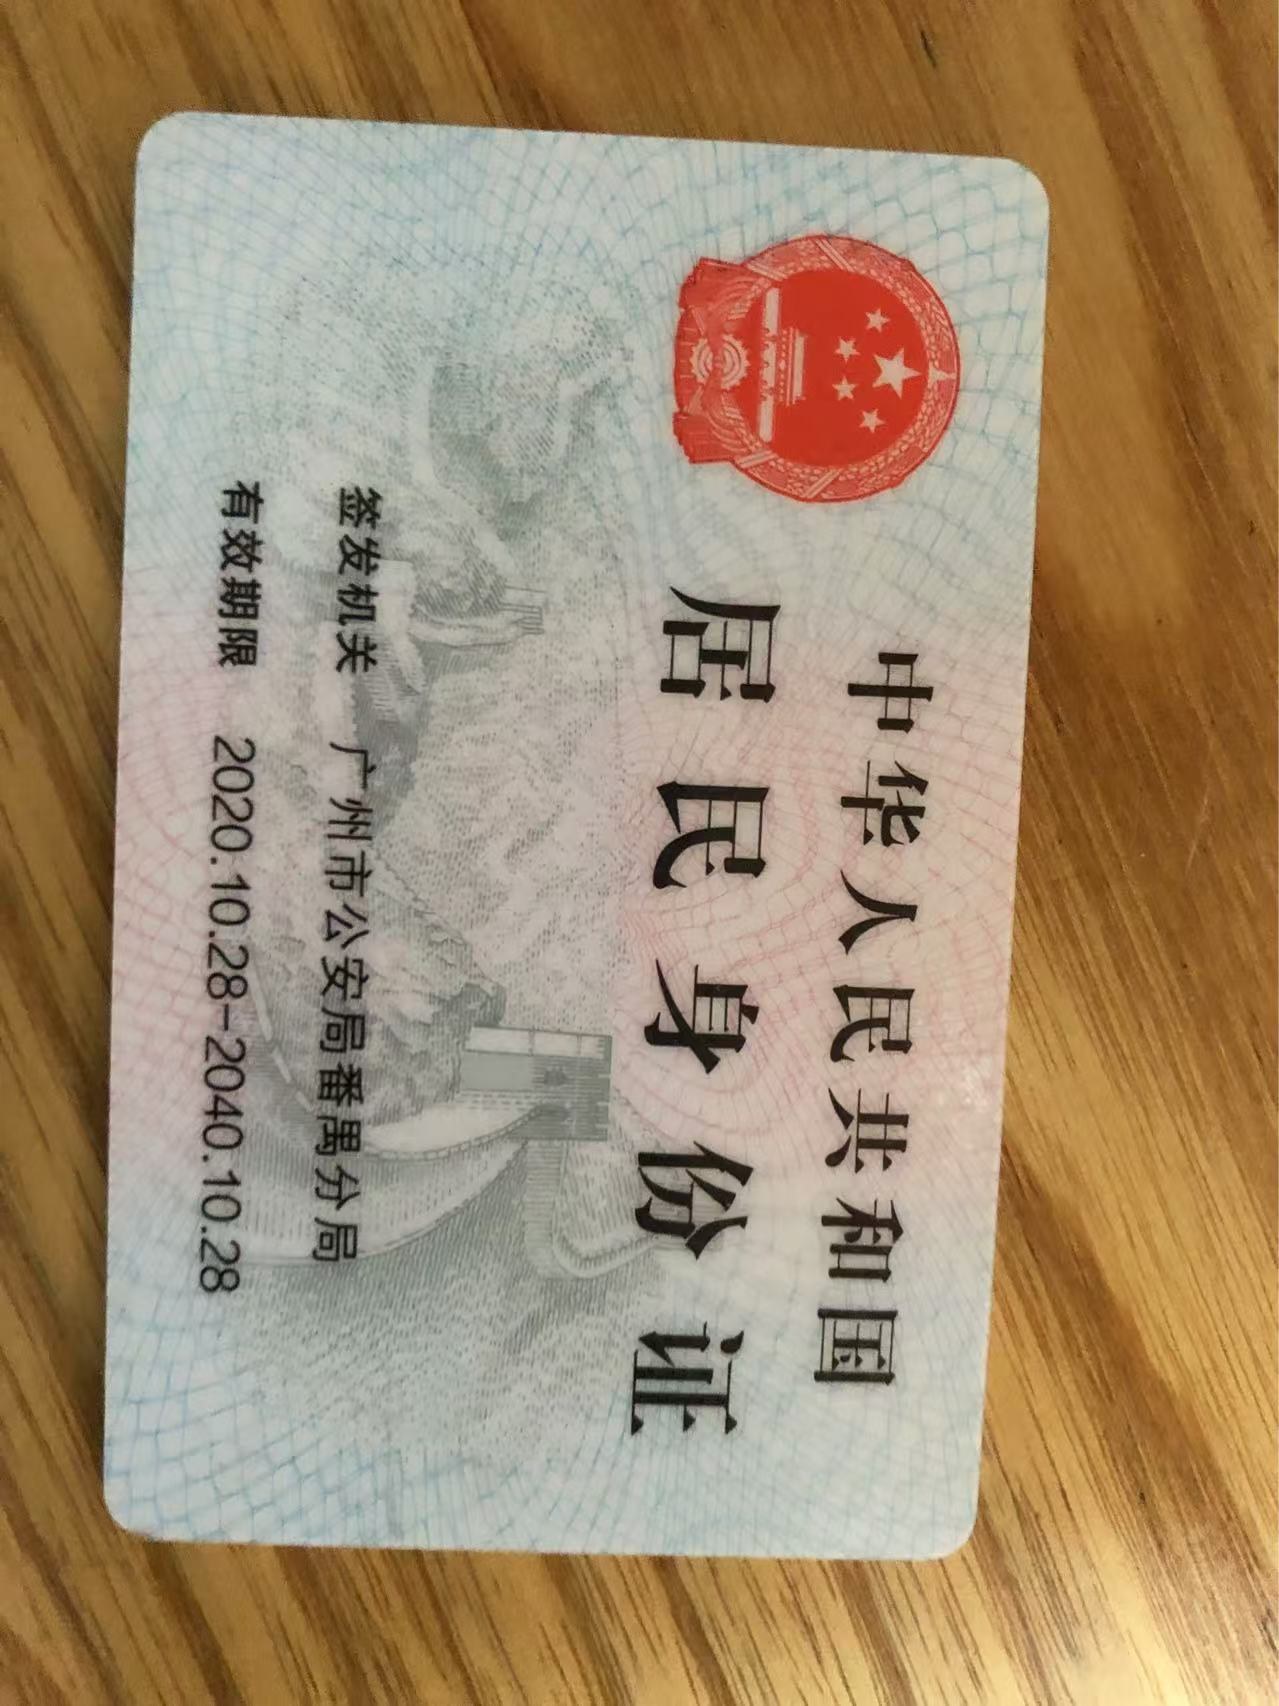 中华人民共和国
居民身份证
签发机关 广州市公安局番禺分局
有效期限 2020.10.28-2040.10.28